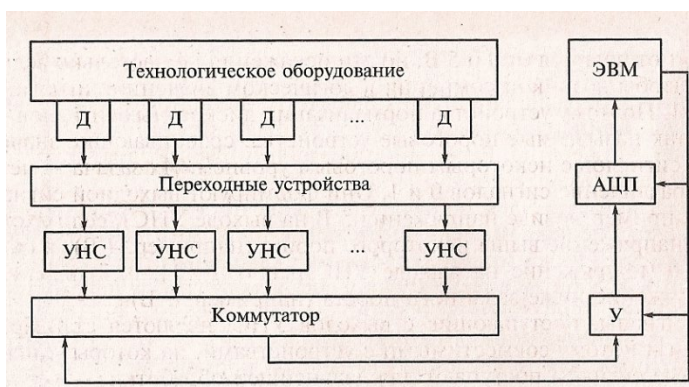 Технологическое оборудование
ЭВМ
Д Д Д Д
Переходные устройства
АЦП
УНС УНС УНС ... УНС
Коммутатор
У